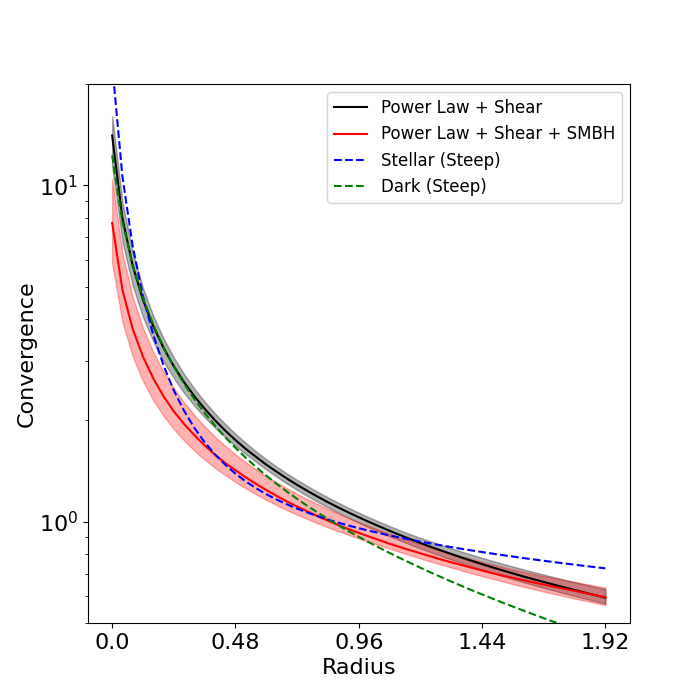 Power Law + Shear
Power Law + Shear + SMBH
Stellar (Steep)
Dark (Steep)
10^1
10^0
Convergence
0.0 0.48 0.96 1.44 1.92
Radius